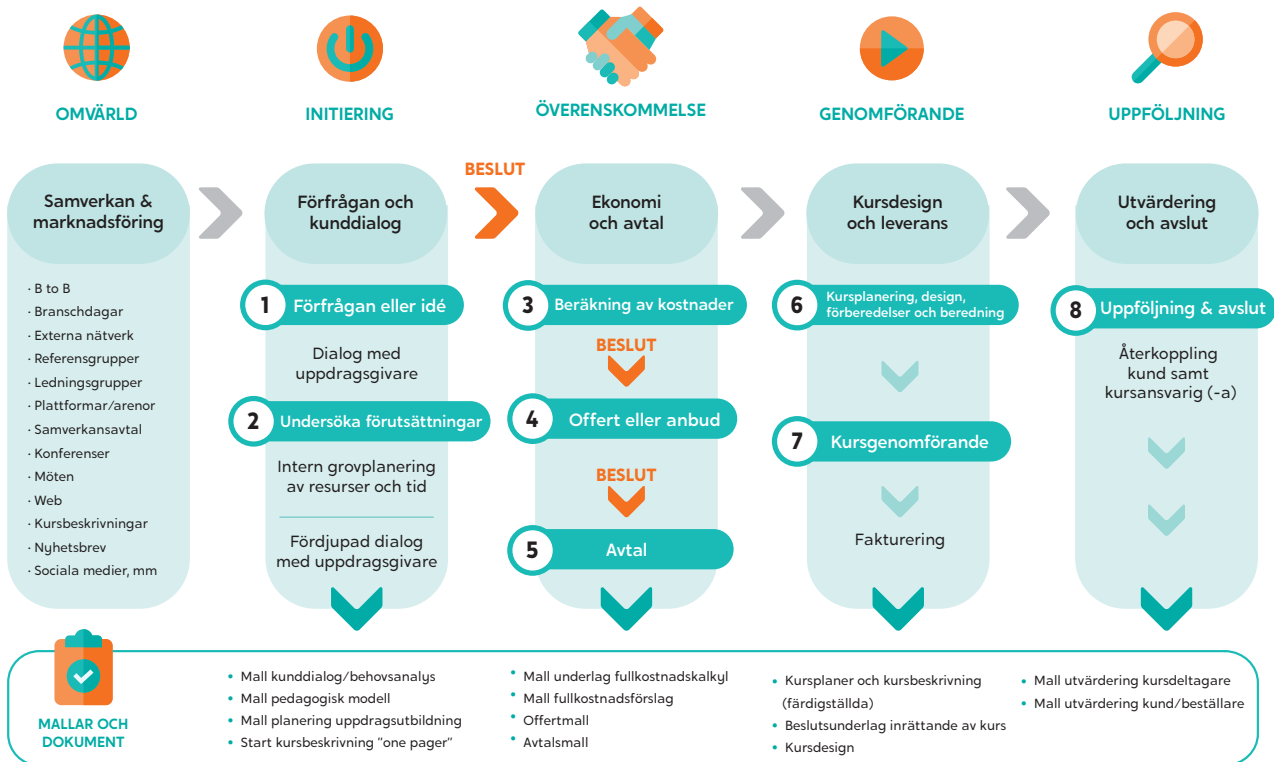 OMVÄRLD
INITIERING
ÖVERENSKOMMELSE
GENOMFÖRANDE
UPPFÖLJNING
Samverkan &
marknadsföring
· B to B
· Branschdagar
· Externa nätverk
· Referensgrupper
· Ledningsgrupper
· Plattformar/arenor
· Samverkansavtal
· Konferenser
· Möten
· Web
· Kursbeskrivningar
· Nyhetsbrev
· Sociala medier, mm
Förfrågan och
kunddialog
1 Förfrågan eller idé
Dialog med
uppdragsgivare
2 Undersöka förutsättningar
Intern grovplanering
av resurser och tid
Fördjupad dialog
med uppdragsgivare
BESLUT
Ekonomi
och avtal
3 Beräkning av kostnader
BESLUT
4 Offert eller anbud
BESLUT
5 Avtal
Kursdesign
och leverans
6 Kursplanering, design,
förberedelser och beredning
7 Kursgenomförande
Fakturering
Utvärdering
och avslut
8 Uppföljning & avslut
Återkoppling
kund samt
kursansvarig (-a)
MALLAR OCH
DOKUMENT
• Mall kunddialog/behovsanalys
• Mall pedagogisk modell
• Mall planering uppdragsutbildning
• Start kursbeskrivning ”one pager”
• Mall underlag fullkostnadskalkyl
• Mall fullkostnadsförslag
• Offertmall
• Avtalsmall
• Kursplaner och kursbeskrivning
(färdigställda)
• Beslutsunderlag inrättande av kurs
• Kursdesign
• Mall utvärdering kursdeltagare
• Mall utvärdering kund/beställare